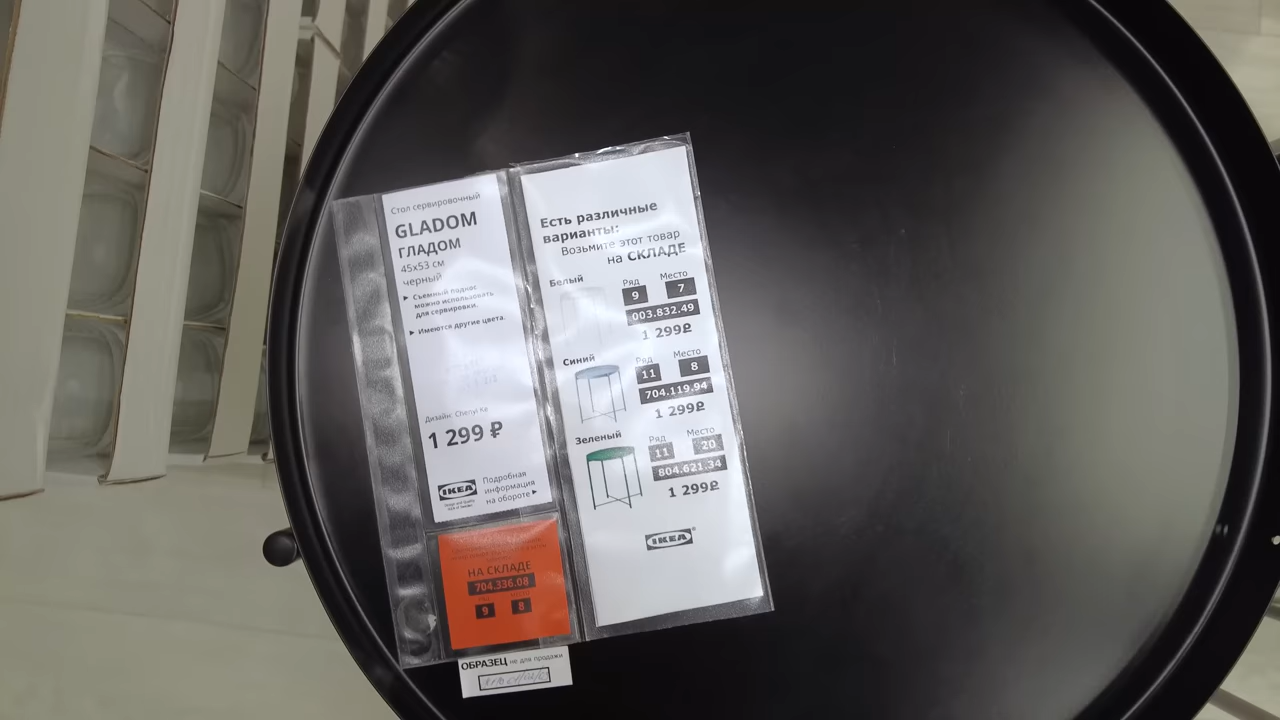 Стол сервировочный
GLADOM
ГЛАДОМ
45x53 см
черный
▶ Съемный поднос
можно использовать
для сервировки.
▶ Имеются другие цвета.
Дизайн: Chenyi Ke
1 299 ₽
IKEA
Подробная
информация
на обороте ▶
НА СКЛАДЕ
704.336.08
РЯД МЕСТО
9 8
ОБРАЗЕЦ не для продажи
Есть различные
варианты:
Возьмите этот товар
на СКЛАДЕ
Белый
Ряд Место
9 7
003.832.49
1 299₽
Синий
Ряд Место
11 8
704.119.94
1 299₽
Зеленый
Ряд Место
11 20
804.621.34
1 299₽
IKEA